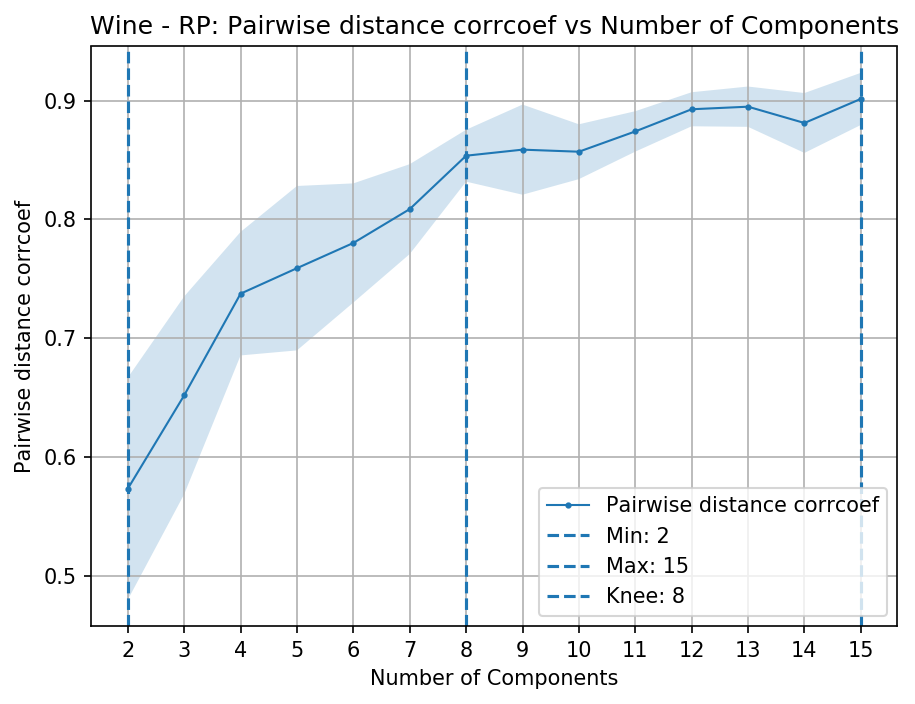 Wine - RP: Pairwise distance corrcoef vs Number of Components
Pairwise distance corrcoef
0.9
0.8
0.7
0.6
0.5
Pairwise distance corrcoef
Min: 2
Max: 15
Knee: 8
2 3 4 5 6 7 8 9 10 11 12 13 14 15
Number of Components